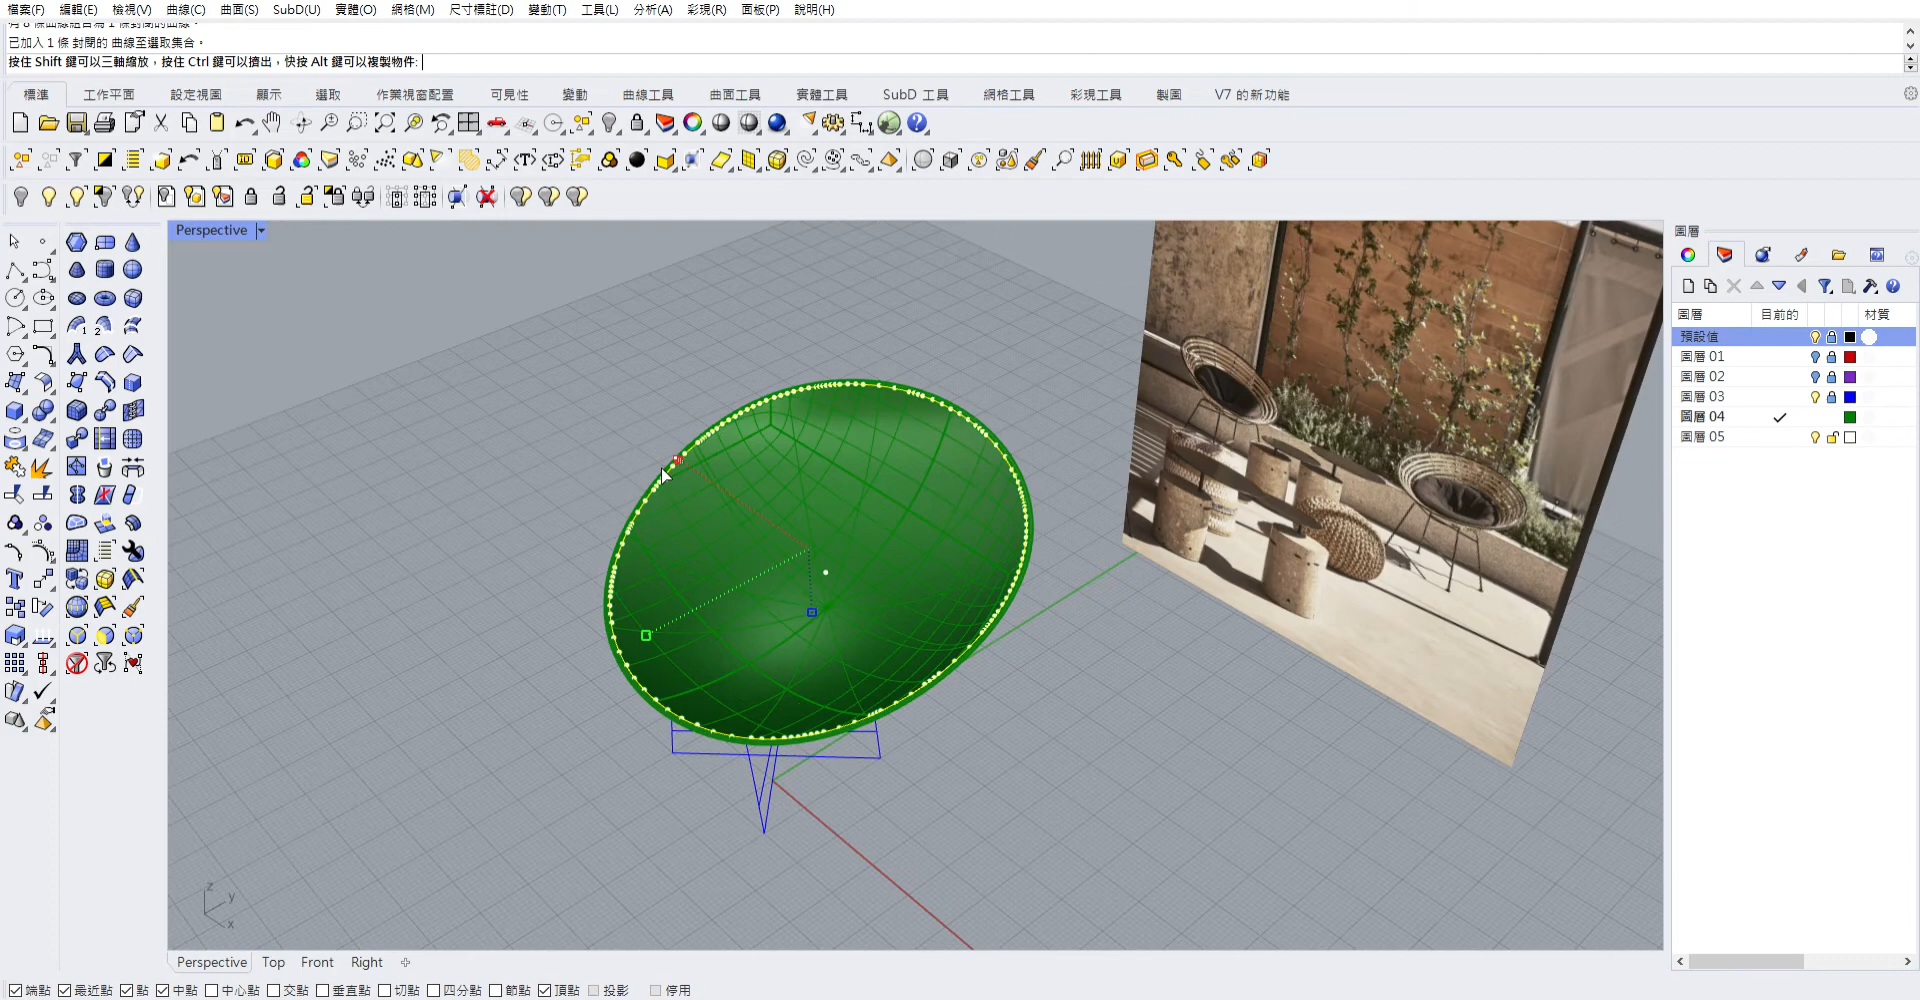 檔案(F) 編輯(E) 檢視(V) 曲線(C) 曲面(S) SubD(U) 實體(O) 網格(M) 尺寸標註(D) 變動(T) 工具(L) 分析(A) 彩現(R) 面板(P) 說明(H)
已加入 1 條 封閉的 曲線至選取集合。
按住 Shift 鍵可以三軸縮放，按住 Ctrl 鍵可以擠出，快按 Alt 鍵可以複製物件:
標準 工作平面 設定視圖 顯示 選取 作業視窗配置 可見性 變動 曲線工具 曲面工具 實體工具 SubD 工具 網格工具 彩現工具 製圖 V7 的新功能
Perspective
圖層
圖層 目前的 材質
預設值
圖層 01
圖層 02
圖層 03
圖層 04
圖層 05
z
y
x
Perspective Top Front Right
端點 最近點 點 中點 中心點 交點 垂直點 切點 四分點 節點 頂點 投影 停用